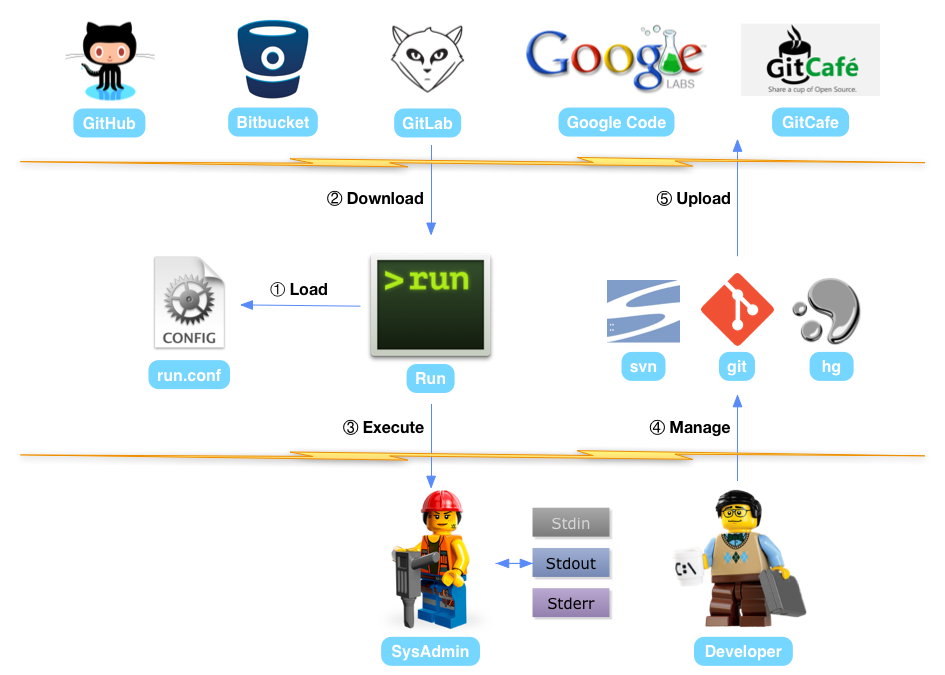 Google
LABS
GitCafé
Share a cup of Open Source.
GitHub
Bitbucket
GitLab
Google Code
GitCafe
② Download
⑤ Upload
>run
① Load
CONFIG
run.conf
Run
svn
git
hg
③ Execute
④ Manage
Stdin
Stdout
Stderr
C:\
SysAdmin
Developer